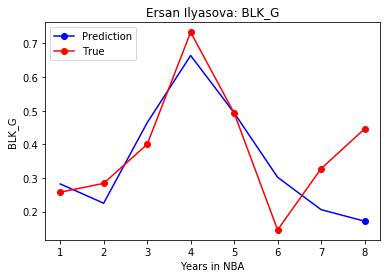 Ersan Ilyasova: BLK_G
Prediction
True
BLK_G
0.7
0.6
0.5
0.4
0.3
0.2
1 2 3 4 5 6 7 8
Years in NBA